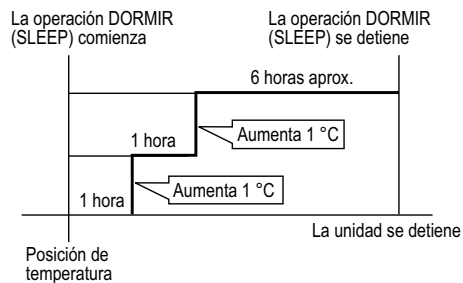 La operación DORMIR
(SLEEP) comienza
La operación DORMIR
(SLEEP) se detiene
6 horas aprox.
1 hora
Aumenta 1 °C
1 hora
Aumenta 1 °C
La unidad se detiene
Posición de
temperatura